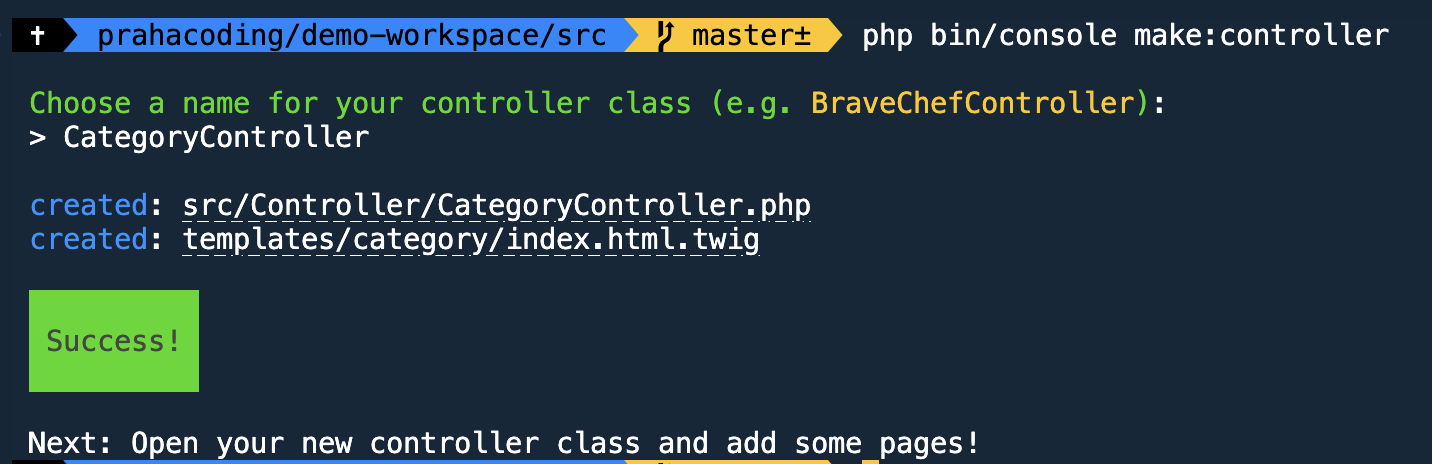 ✝ prahacoding/demo-workspace/src master± php bin/console make:controller
Choose a name for your controller class (e.g. BraveChefController):
> CategoryController
created: src/Controller/CategoryController.php
created: templates/category/index.html.twig
Success!
Next: Open your new controller class and add some pages!